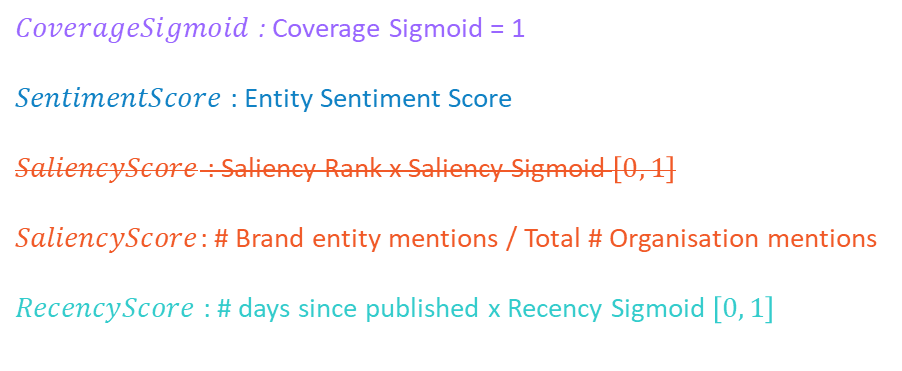 CoverageSigmoid : Coverage Sigmoid = 1
SentimentScore : Entity Sentiment Score
SaliencyScore : Saliency Rank x Saliency Sigmoid [0, 1]
SaliencyScore: # Brand entity mentions / Total # Organisation mentions
RecencyScore : # days since published x Recency Sigmoid [0, 1]